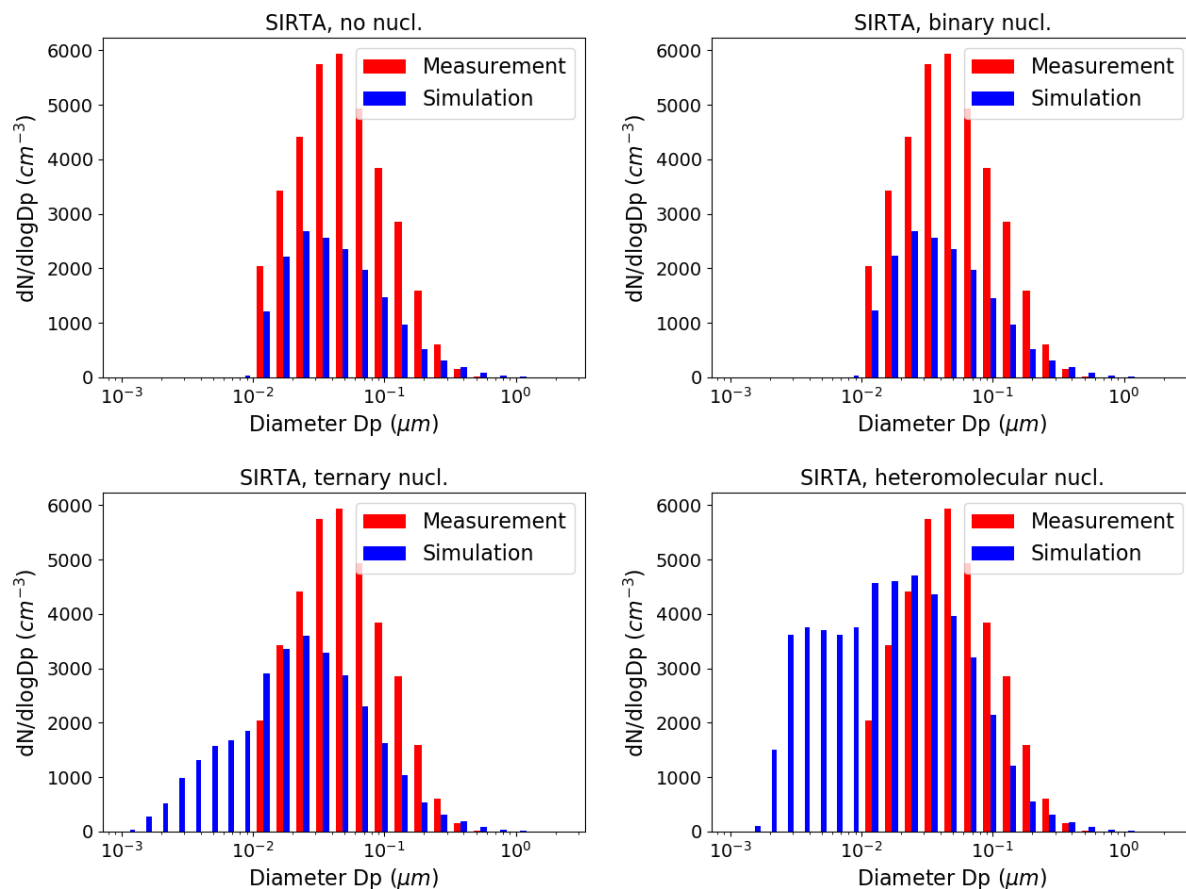 SIRTA, no nucl.
6000
5000
4000
3000
2000
1000
0
dN/dlogDp (cm⁻³)
Measurement
Simulation
10⁻³ 10⁻² 10⁻¹ 10⁰
Diameter Dp (μm)
SIRTA, binary nucl.
6000
5000
4000
3000
2000
1000
0
dN/dlogDp (cm⁻³)
Measurement
Simulation
10⁻³ 10⁻² 10⁻¹ 10⁰
Diameter Dp (μm)
SIRTA, ternary nucl.
6000
5000
4000
3000
2000
1000
0
dN/dlogDp (cm⁻³)
Measurement
Simulation
10⁻³ 10⁻² 10⁻¹ 10⁰
Diameter Dp (μm)
SIRTA, heteromolecular nucl.
6000
5000
4000
3000
2000
1000
0
dN/dlogDp (cm⁻³)
Measurement
Simulation
10⁻³ 10⁻² 10⁻¹ 10⁰
Diameter Dp (μm)